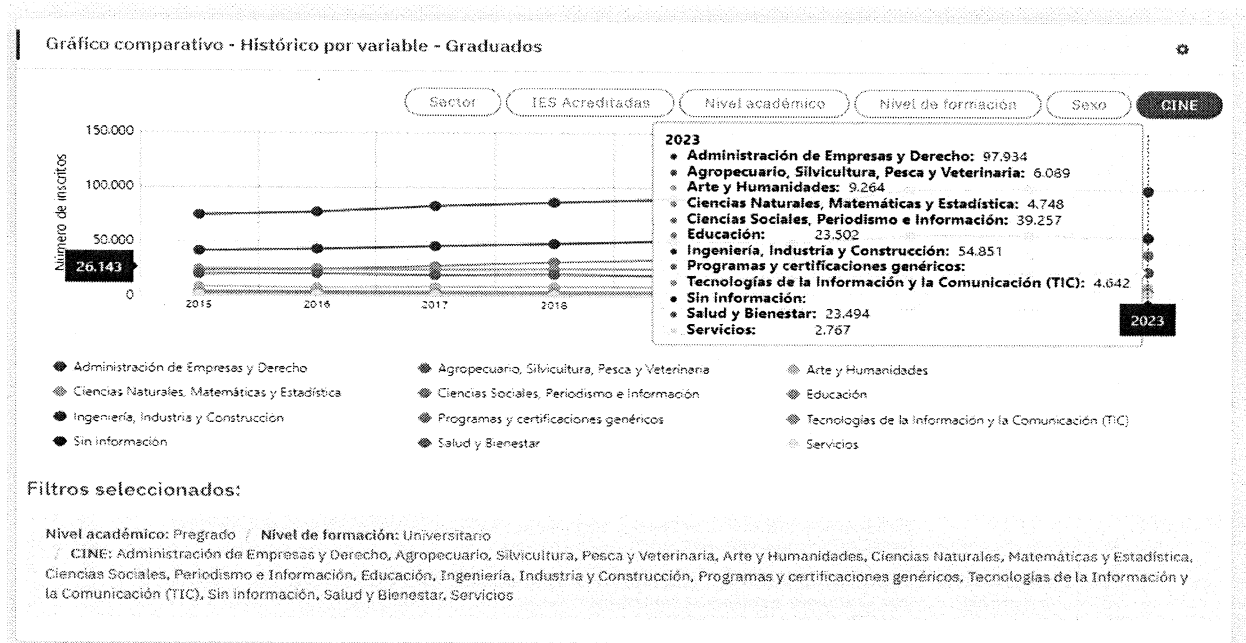 Gráfico comparativo - Histórico por variable - Graduados
Sector
IES Acreditadas
Nivel académico
Nivel de formación
Sexo
CINE
Número de inscritos
150.000
100.000
50.000
0
26.143
2015
2016
2017
2018
2023
2023
Administración de Empresas y Derecho: 97.934
Agropecuario, Silvicultura, Pesca y Veterinaria: 6.089
Arte y Humanidades: 9.264
Ciencias Naturales, Matemáticas y Estadística: 4.748
Ciencias Sociales, Periodismo e Información: 39.257
Educación: 23.502
Ingeniería, Industria y Construcción: 54.851
Programas y certificaciones genéricos:
Tecnologías de la Información y la Comunicación (TIC): 4.642
Sin información:
Salud y Bienestar: 23.494
Servicios: 2.767
Administración de Empresas y Derecho
Agropecuario, Silvicultura, Pesca y Veterinaria
Arte y Humanidades
Ciencias Naturales, Matemáticas y Estadística
Ciencias Sociales, Periodismo e Información
Educación
Ingeniería, Industria y Construcción
Programas y certificaciones genéricos
Tecnologías de la Información y la Comunicación (TIC)
Sin información
Salud y Bienestar
Servicios
Filtros seleccionados:
Nivel académico: Pregrado / Nivel de formación: Universitario
/ CINE: Administración de Empresas y Derecho, Agropecuario, Silvicultura, Pesca y Veterinaria, Arte y Humanidades, Ciencias Naturales, Matemáticas y Estadística,
Ciencias Sociales, Periodismo e Información, Educación, Ingeniería, Industria y Construcción, Programas y certificaciones genéricos, Tecnologías de la Información y
la Comunicación (TIC), Sin información, Salud y Bienestar, Servicios